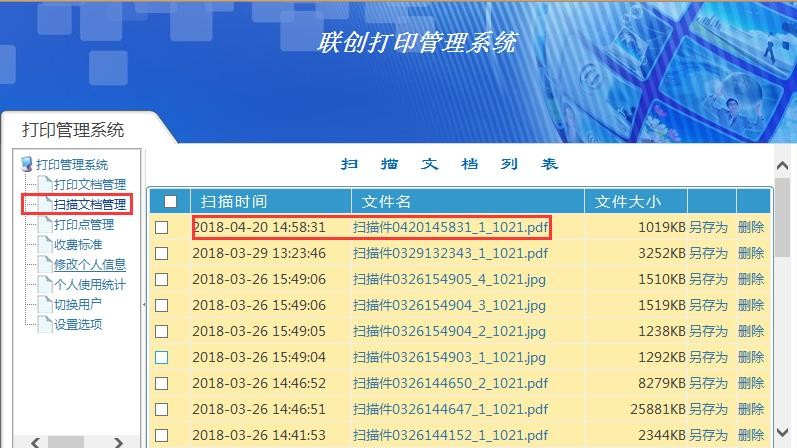 联创打印管理系统
打印管理系统
打印管理系统
打印文档管理
扫描文档管理
打印点管理
收费标准
修改个人信息
个人使用统计
切换用户
设置选项
扫描文档列表
扫描时间 文件名 文件大小
2018-04-20 14:58:31 扫描件0420145831_1_1021.pdf 1019KB 另存为 删除
2018-03-29 13:23:46 扫描件0329132343_1_1021.pdf 3252KB 另存为 删除
2018-03-26 15:49:06 扫描件0326154905_4_1021.jpg 1510KB 另存为 删除
2018-03-26 15:49:06 扫描件0326154904_3_1021.jpg 1519KB 另存为 删除
2018-03-26 15:49:05 扫描件0326154904_2_1021.jpg 1238KB 另存为 删除
2018-03-26 15:49:04 扫描件0326154903_1_1021.jpg 1292KB 另存为 删除
2018-03-26 14:46:52 扫描件0326144650_2_1021.pdf 8279KB 另存为 删除
2018-03-26 14:46:51 扫描件0326144647_1_1021.pdf 25881KB 另存为 删除
2018-03-26 14:41:53 扫描件0326144152_1_1021.pdf 2344KB 另存为 删除